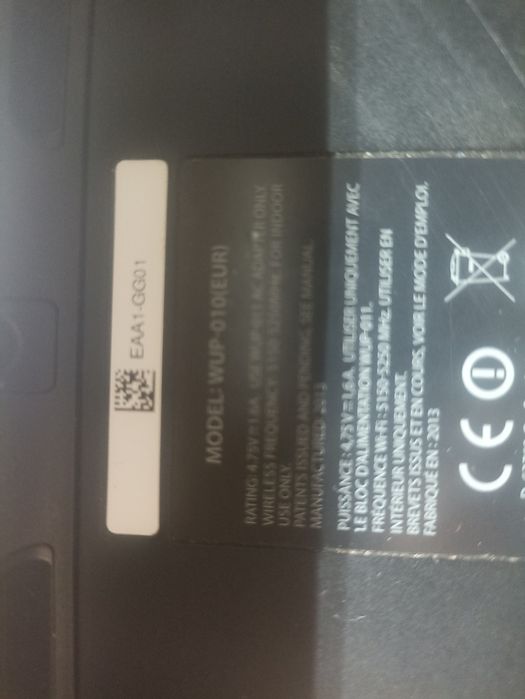 EAA1-GG01
MODEL: WUP-010(EUR)
RATING: 4.75V⎓1.6A. USE WUP-011 AC ADAPTER ONLY.
WIRELESS FREQUENCY: 5150-5250MHz. FOR INDOOR
USE ONLY.
PATENTS ISSUED AND PENDING. SEE MANUAL.
MANUFACTURED: 2013
PUISSANCE: 4.75V⎓1.6A. UTILISER UNIQUEMENT AVEC
LE BLOC D'ALIMENTATION WUP-011.
FRÉQUENCE Wi-Fi : 5150-5250 MHz. UTILISER EN
INTÉRIEUR UNIQUEMENT.
BREVETS ISSUS ET EN COURS. VOIR LE MODE D'EMPLOI.
FABRIQUÉ EN : 2013
CE